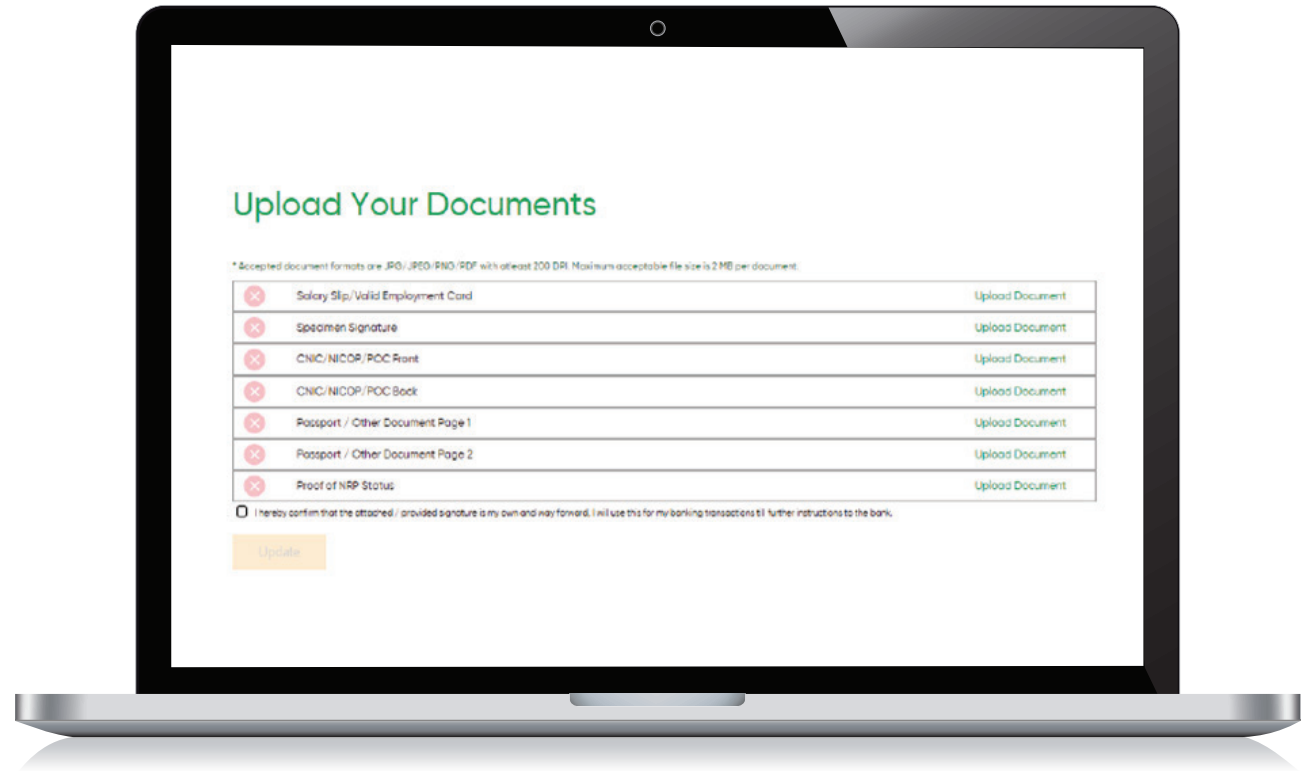 Upload Your Documents
* Accepted document formats are JPG/JPEG/PNG/PDF with atleast 200 DPI. Maximum acceptable file size is 2 MB per document.
Salary Slip/Valid Employment Card Upload Document
Specimen Signature Upload Document
CNIC/NICOP/POC Front Upload Document
CNIC/NICOP/POC Back Upload Document
Passport / Other Document Page 1 Upload Document
Passport / Other Document Page 2 Upload Document
Proof of NRP Status Upload Document
I hereby confirm that the attached / provided signature is my own and way forward, I will use this for my banking transactions till further instructions to the bank.
Update